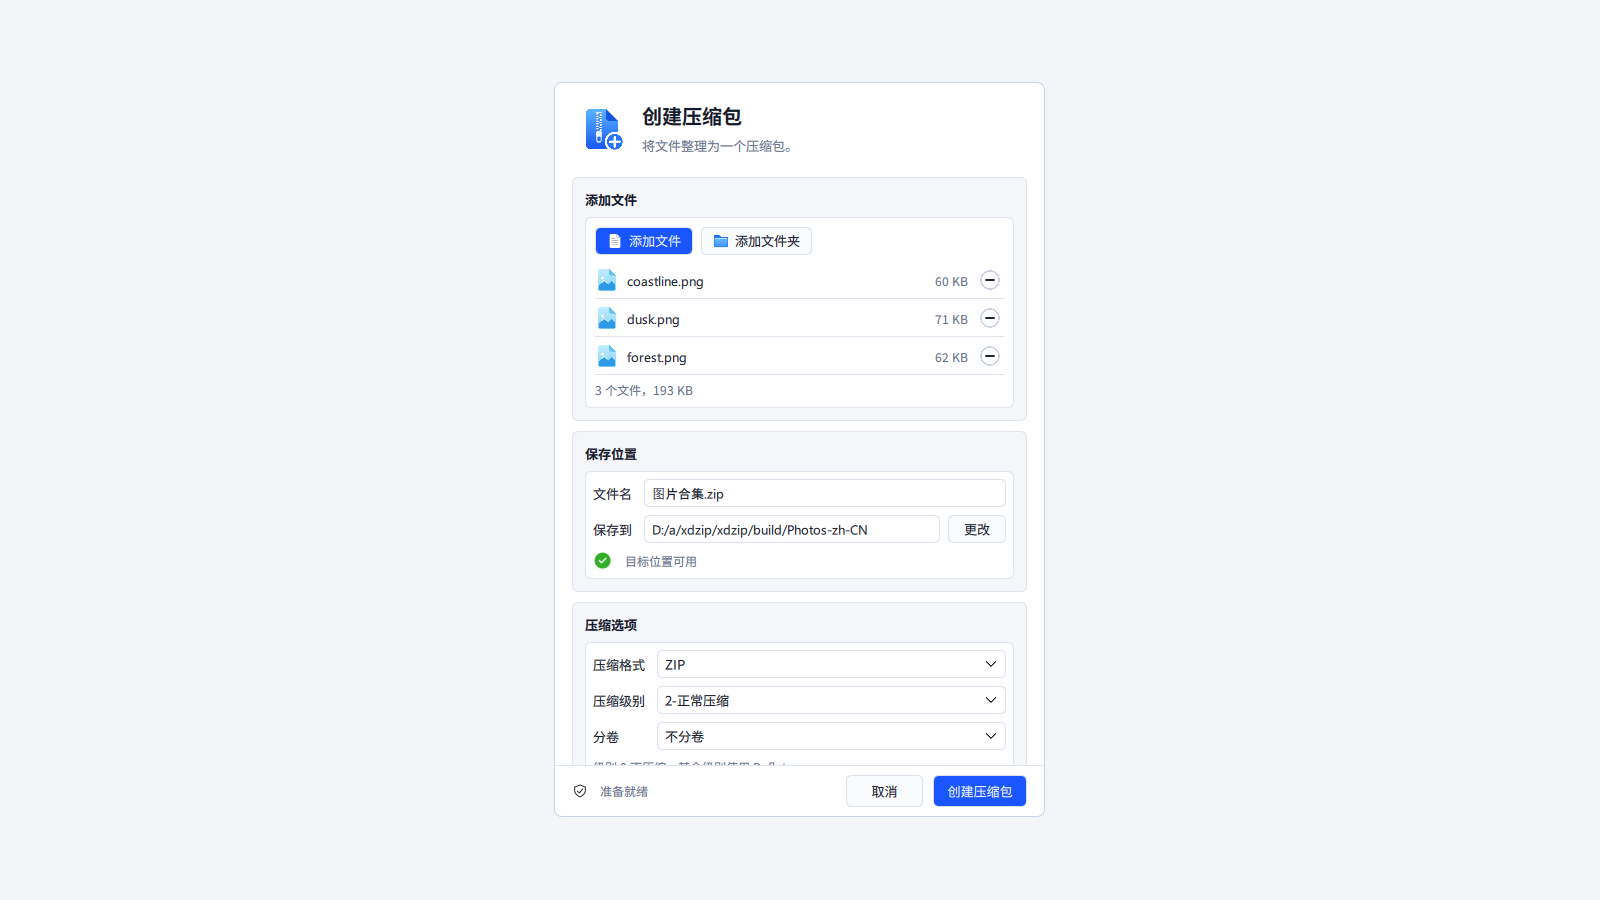 创建压缩包
将文件整理为一个压缩包。
添加文件
添加文件 添加文件夹
coastline.png 60 KB
dusk.png 71 KB
forest.png 62 KB
3 个文件，193 KB
保存位置
文件名 图片合集.zip
保存到 D:/a/xdzip/xdzip/build/Photos-zh-CN 更改
目标位置可用
压缩选项
压缩格式 ZIP
压缩级别 2-正常压缩
分卷 不分卷
准备就绪 取消 创建压缩包